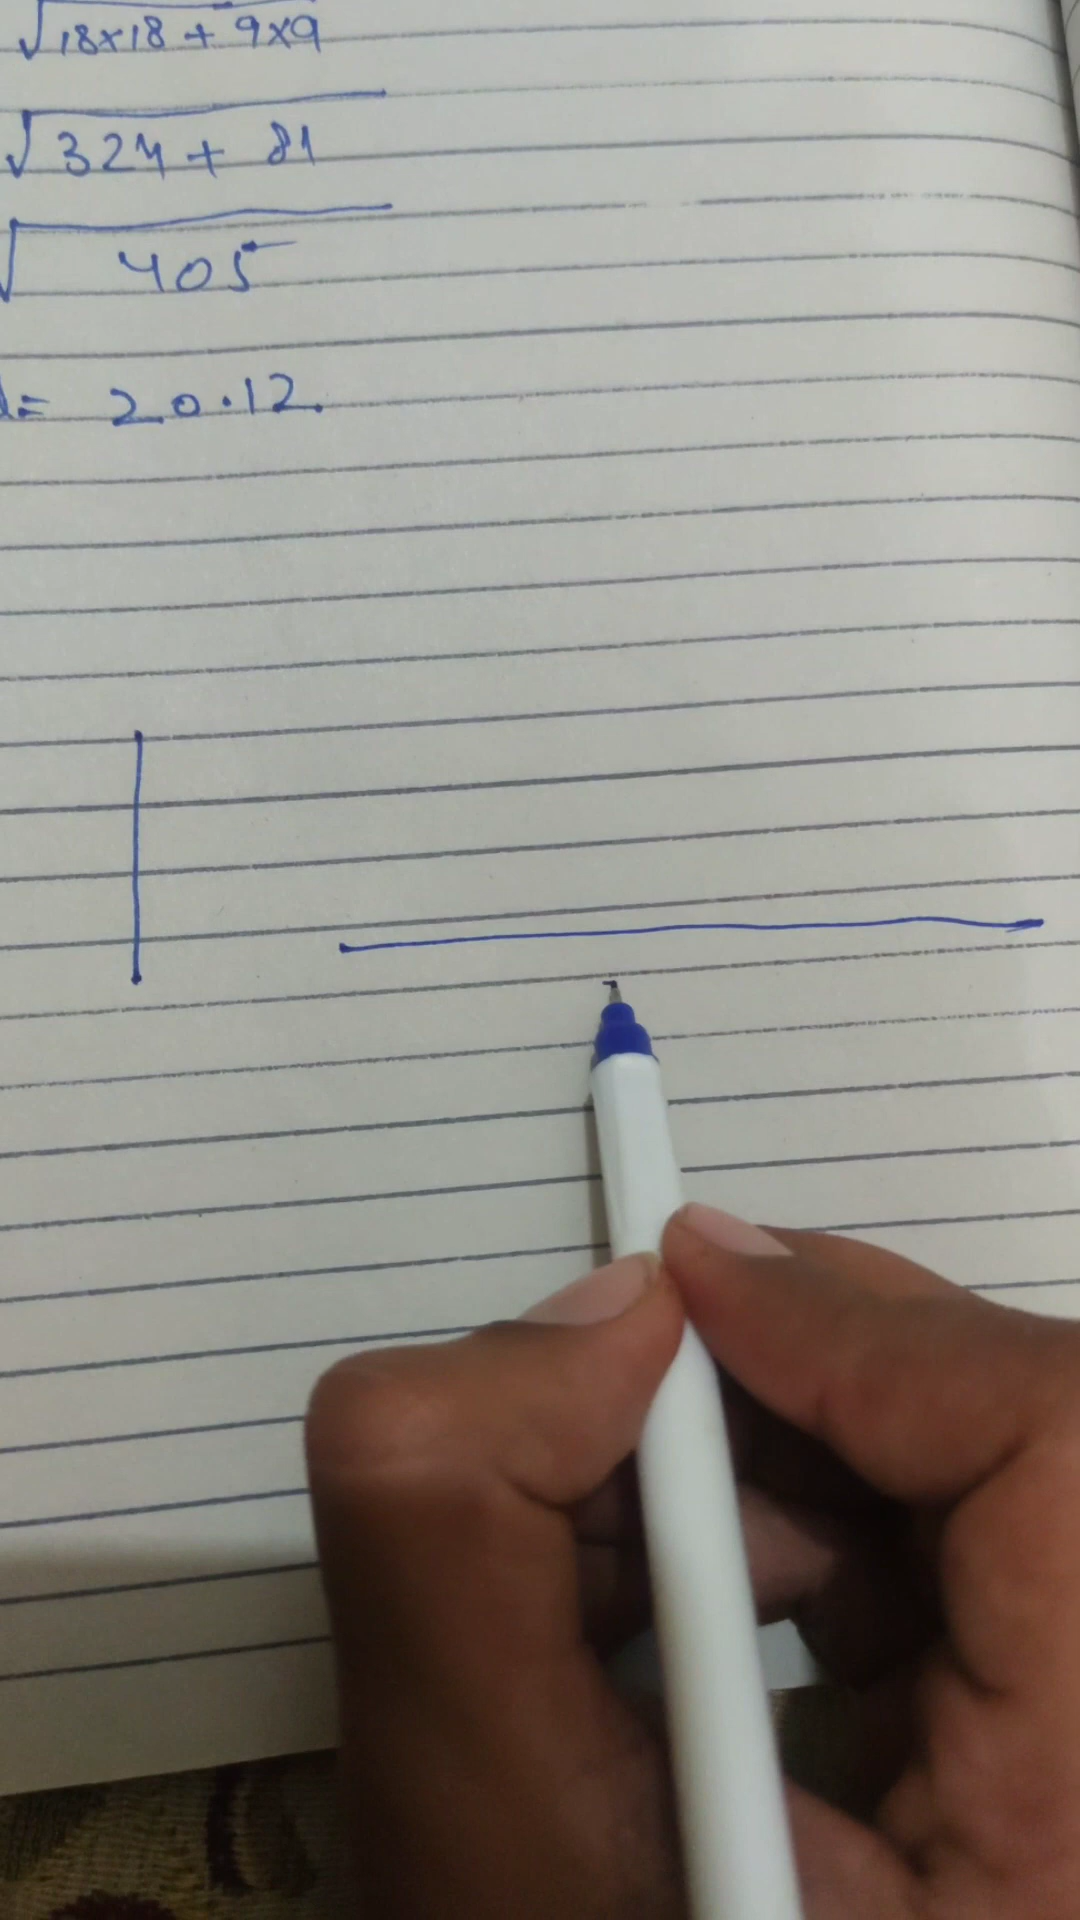 √18×18 + 9×9
√324 + 81
√405
= 20.12.